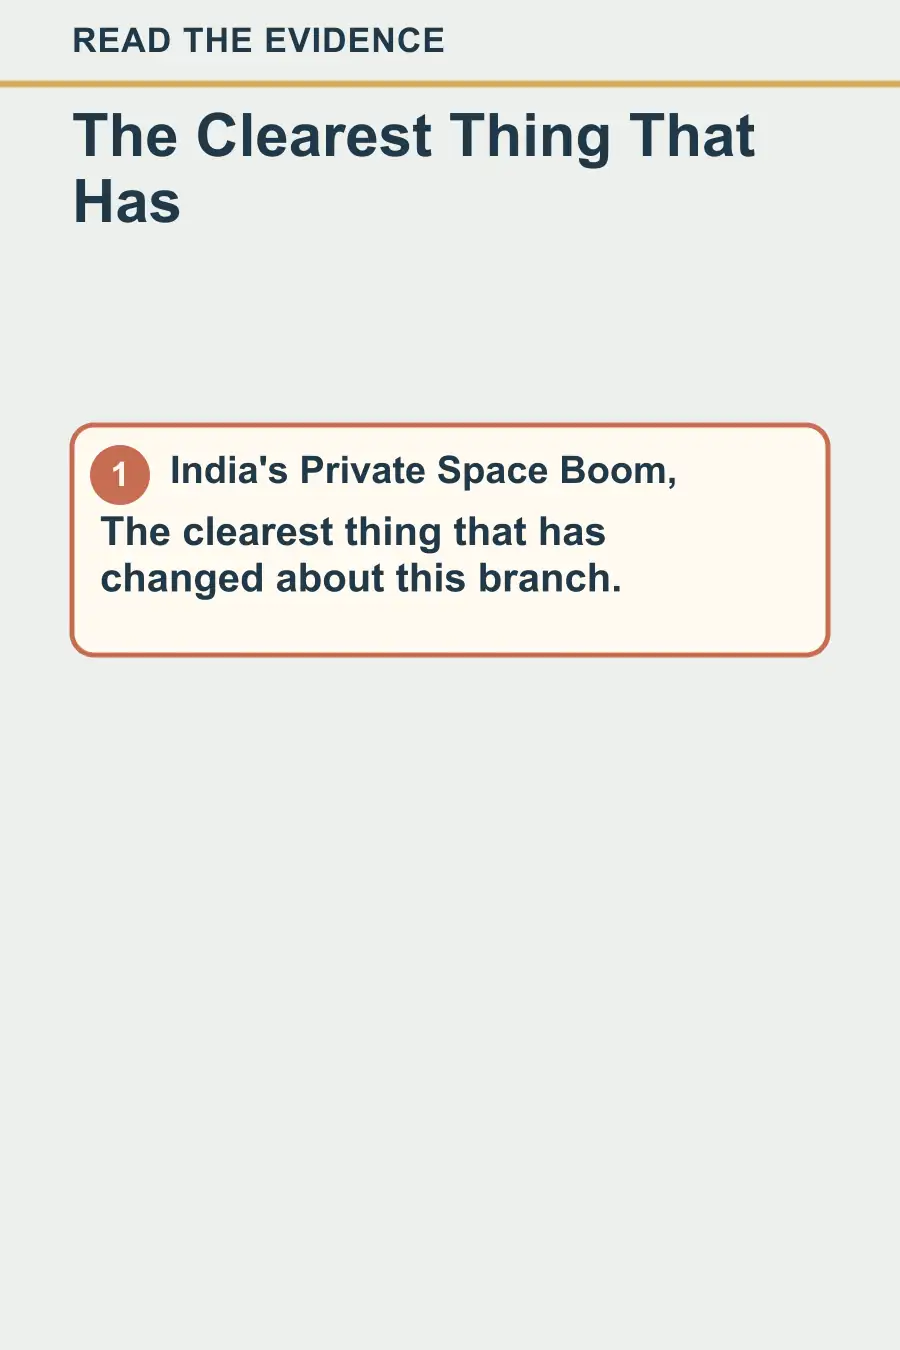 READ THE EVIDENCE
The Clearest Thing That
Has
1 India's Private Space Boom,
The clearest thing that has
changed about this branch.